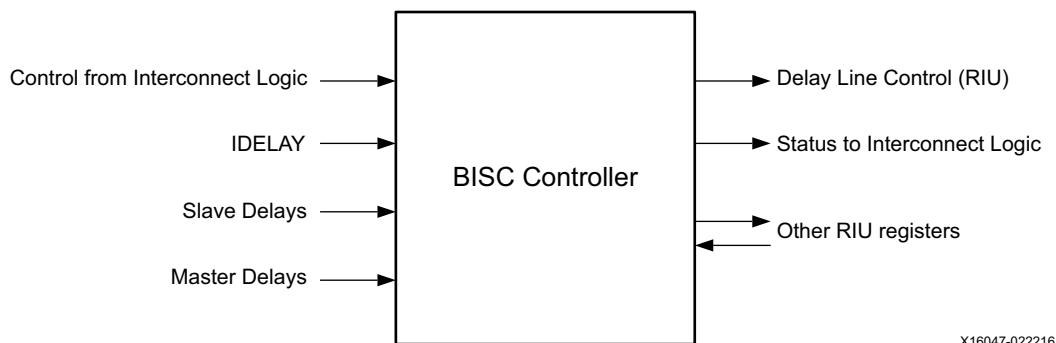 Control from Interconnect Logic
IDELAY
Slave Delays
Master Delays
BISC Controller
Delay Line Control (RIU)
Status to Interconnect Logic
Other RIU registers
X16047-022216